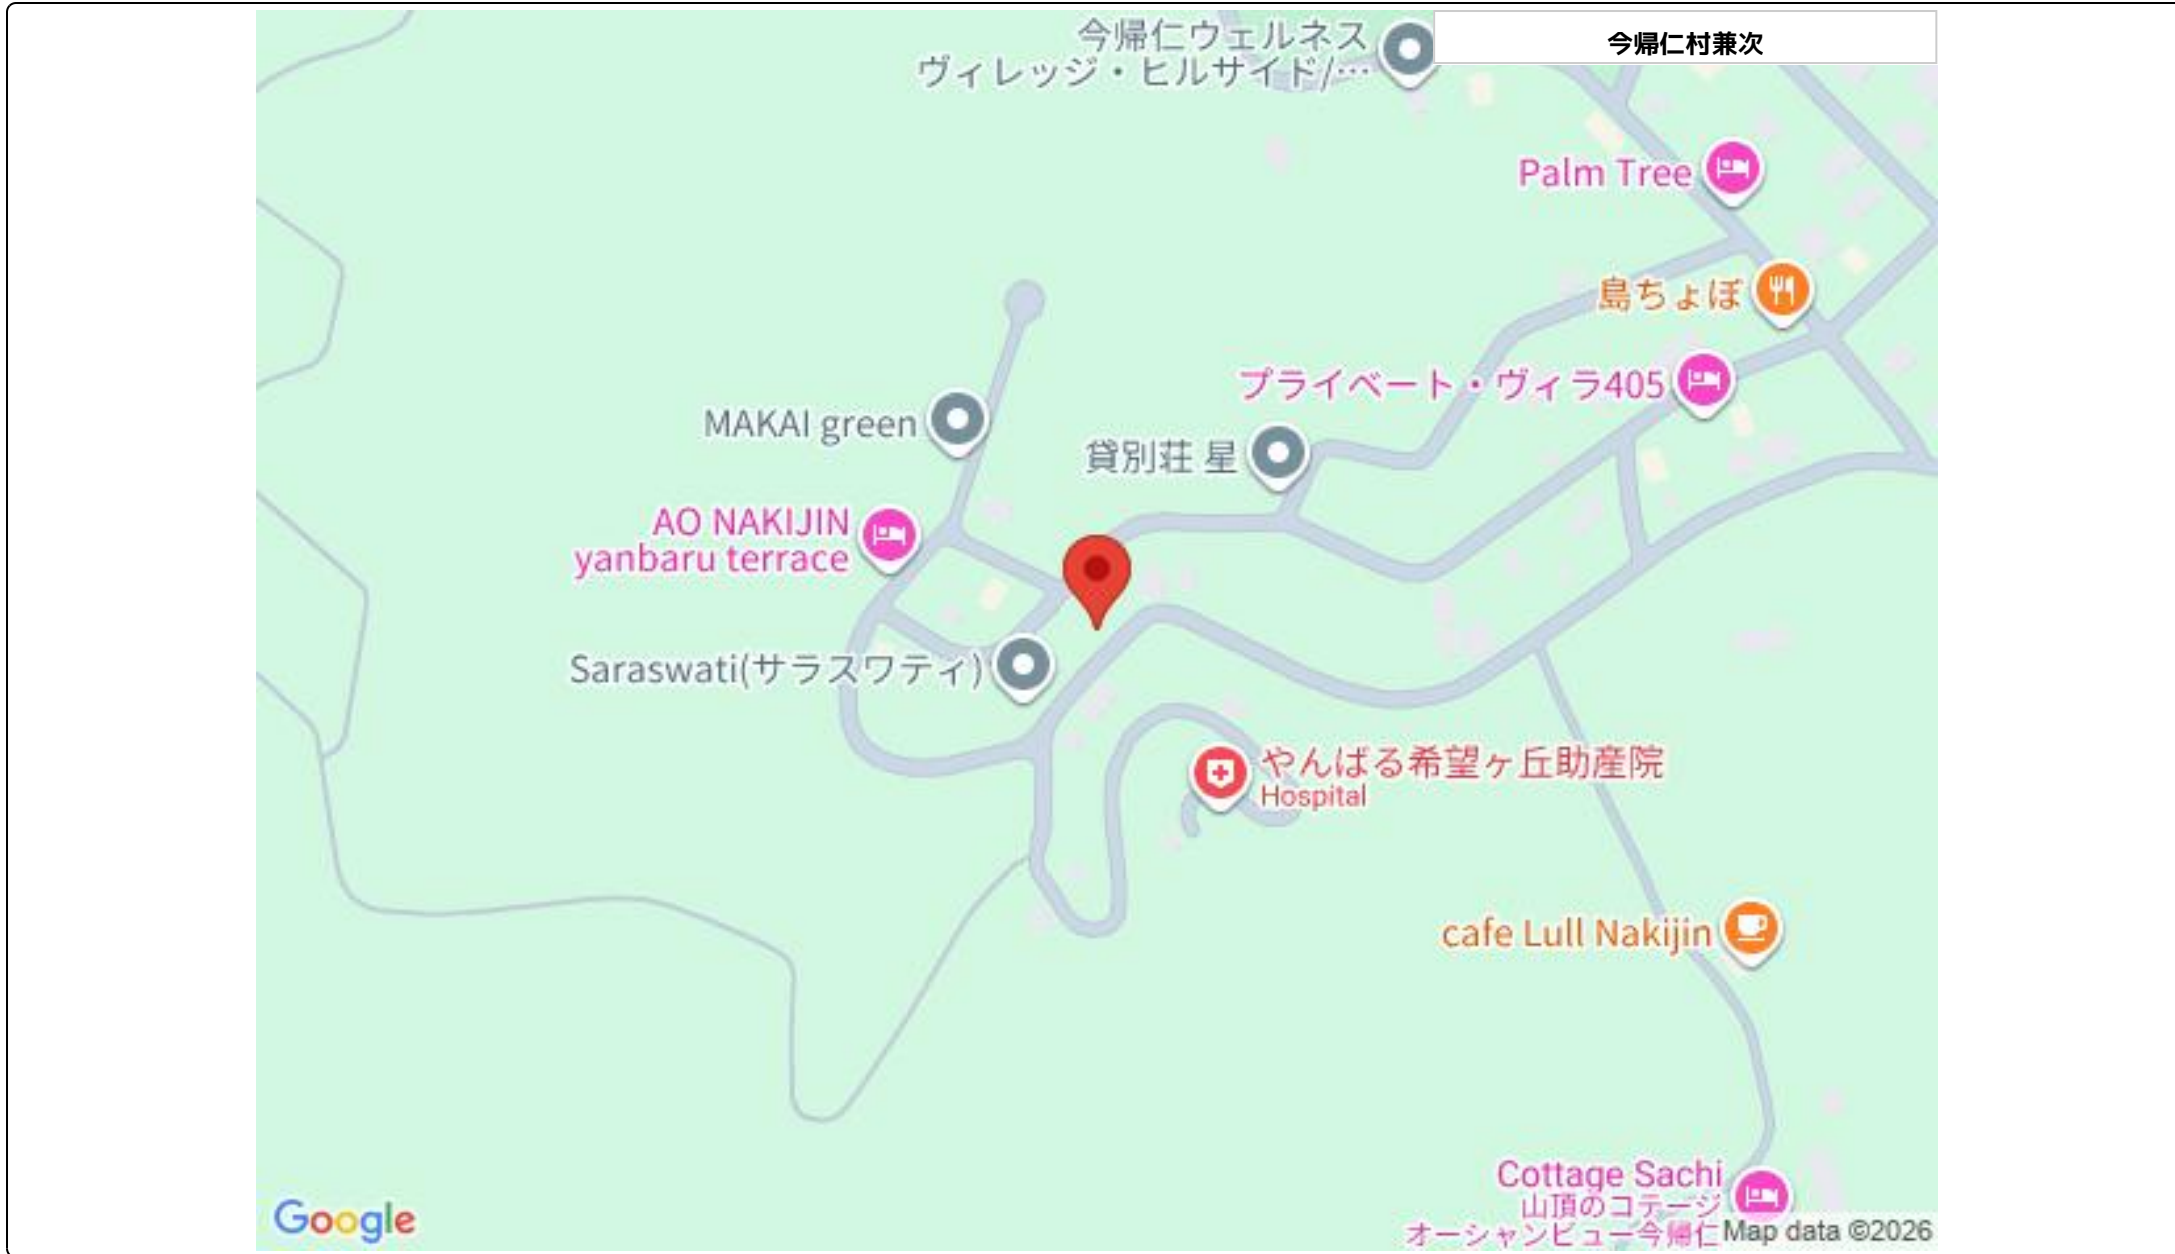 今帰仁ウェルネス
ヴィレッジ・ヒルサイド/…
今帰仁村兼次
Palm Tree
島ちょぼ
プライベート・ヴィラ405
MAKAI green
貸別荘 星
AO NAKIJIN
yanbaru terrace
Saraswati(サラスワティ)
やんばる希望ヶ丘助産院
Hospital
cafe Lull Nakijin
Cottage Sachi
山頂のコテージ
オーシャンビュー今帰仁
Google
Map data ©2026